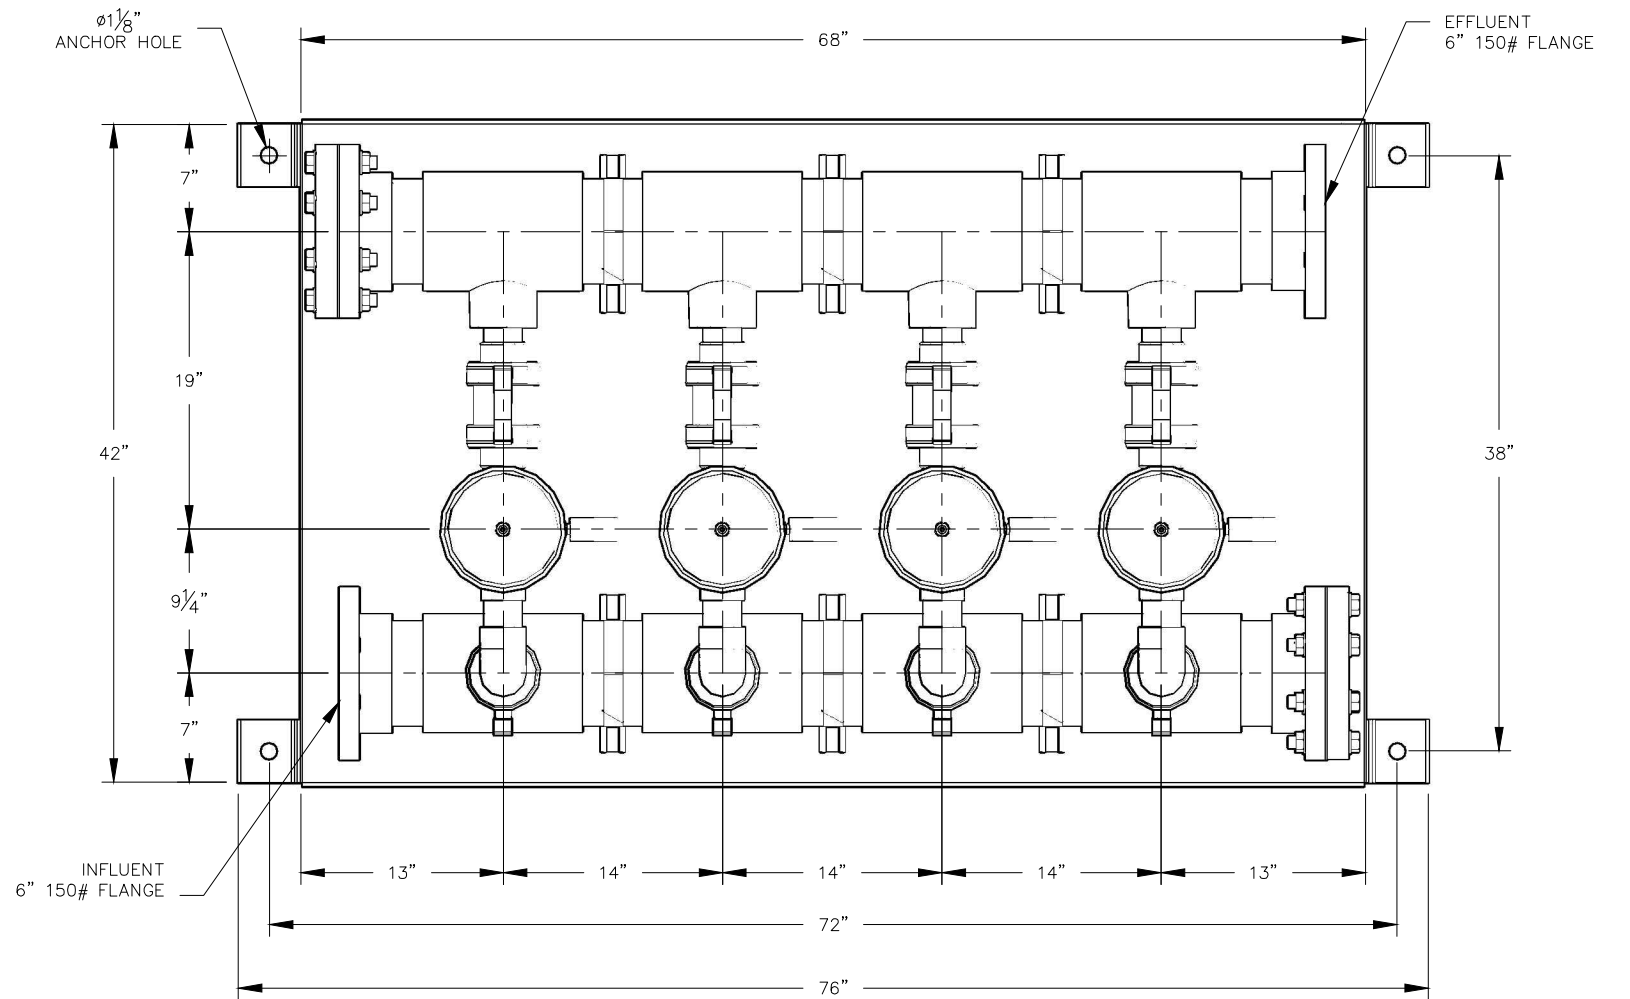 ø1⅛”
ANCHOR HOLE
EFFLUENT
6” 150# FLANGE
68”
7”
19”
42”
38”
9¼”
7”
INFLUENT
6” 150# FLANGE
13”
14”
14”
14”
13”
72”
76”